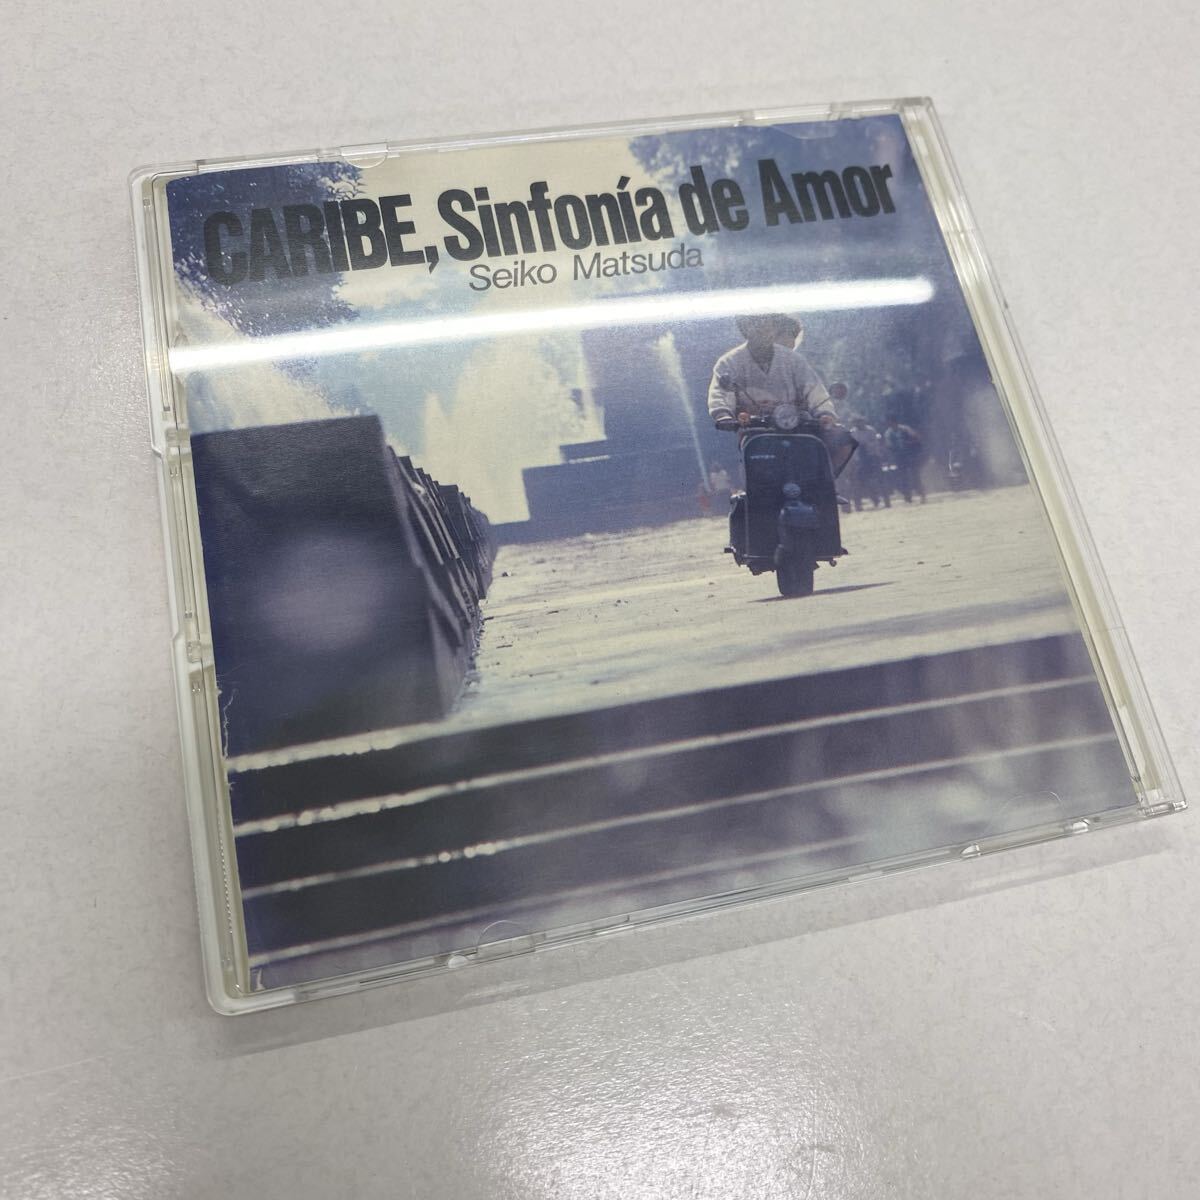 CARIBE, Sinfonía de Amor
Seiko Matsuda